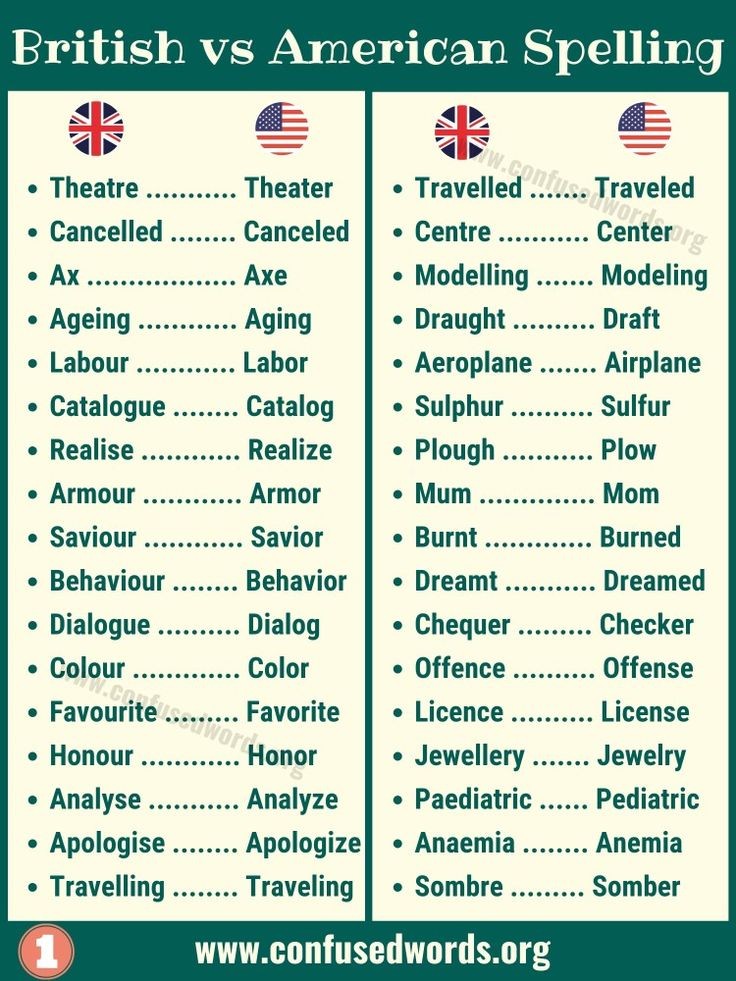 British vs American Spelling
Theatre ........... Theater
Cancelled ........ Canceled
Ax .................. Axe
Ageing ............ Aging
Labour ............ Labor
Catalogue ........ Catalog
Realise ............ Realize
Armour ............ Armor
Saviour ............ Savior
Behaviour ........ Behavior
Dialogue .......... Dialog
Colour ............. Color
Favourite ......... Favorite
Honour ............ Honor
Analyse ........... Analyze
Apologise ........ Apologize
Travelling ........ Traveling
www.confusedwords.org
Travelled ....... Traveled
Centre ........... Center
Modelling ....... Modeling
Draught .......... Draft
Aeroplane ....... Airplane
Sulphur .......... Sulfur
Plough ........... Plow
Mum .............. Mom
Burnt ............. Burned
Dreamt ........... Dreamed
Chequer ......... Checker
Offence .......... Offense
Licence .......... License
Jewellery ....... Jewelry
Paediatric ...... Pediatric
Anaemia ........ Anemia
Sombre ......... Somber
www.confusedwords.org
1
www.confusedwords.org